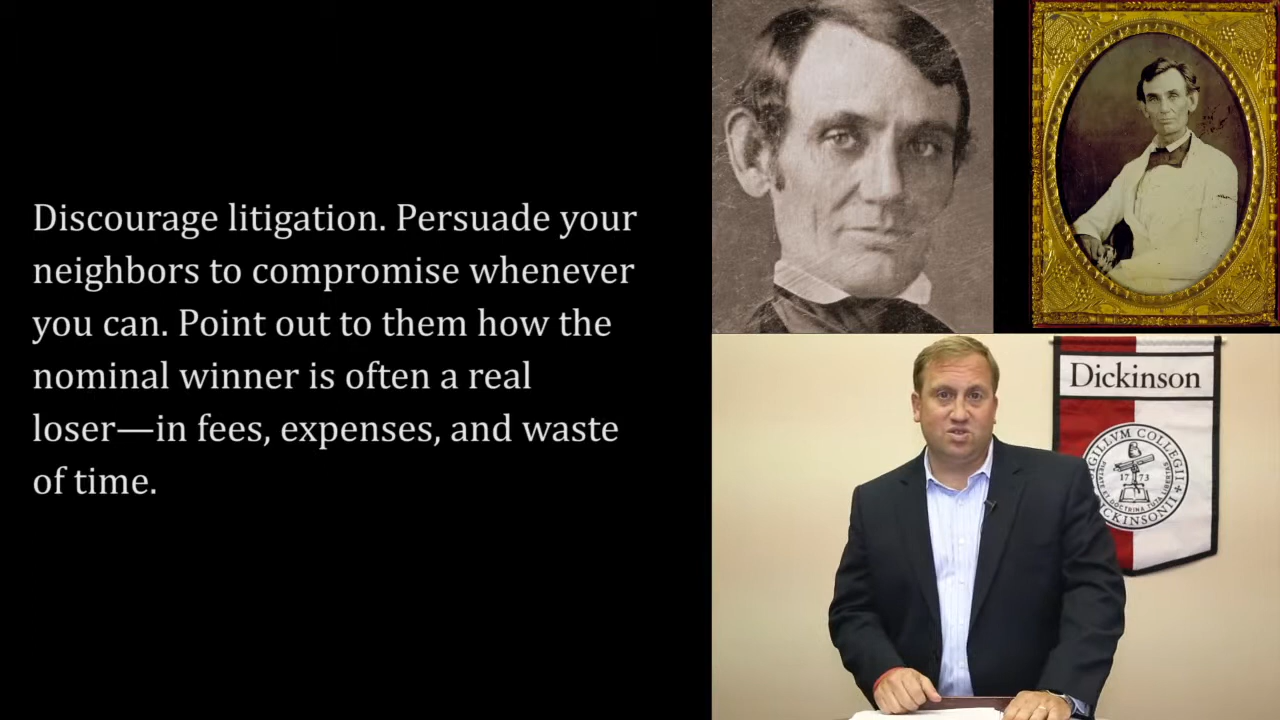 Discourage litigation. Persuade your
neighbors to compromise whenever
you can. Point out to them how the
nominal winner is often a real
loser—in fees, expenses, and waste
of time.
Dickinson
1773